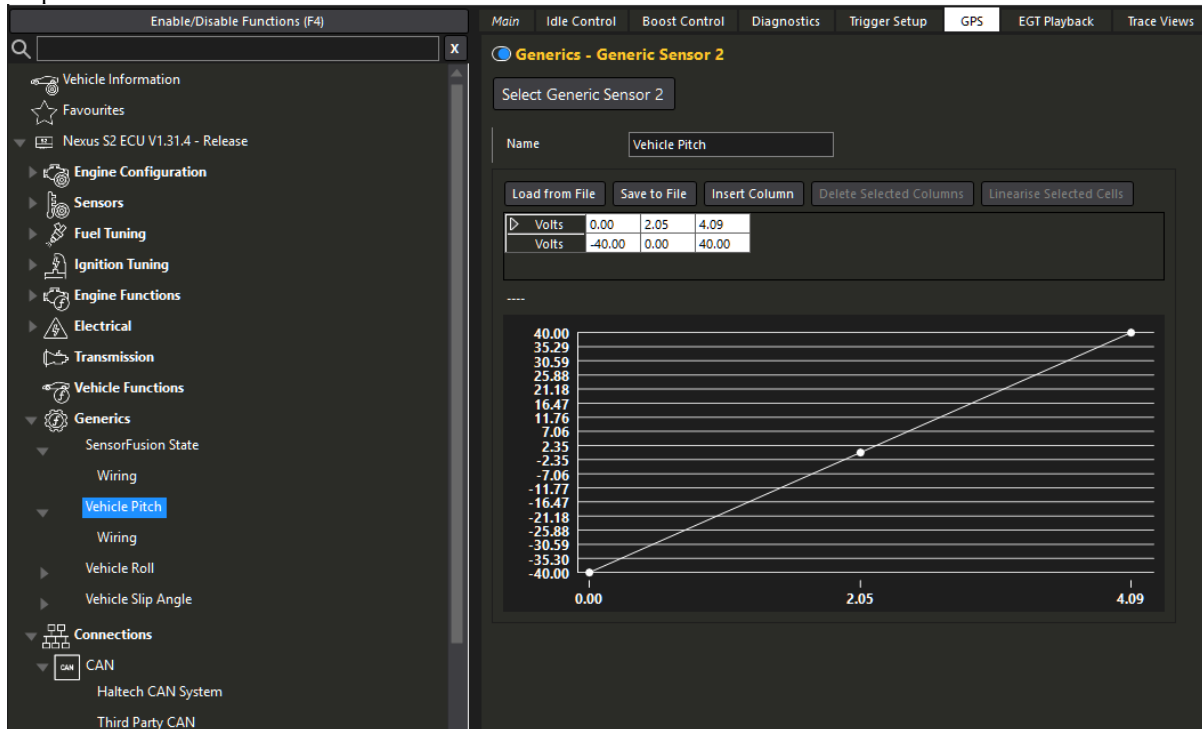 Enable/Disable Functions (F4)
Main Idle Control Boost Control Diagnostics Trigger Setup GPS EGT Playback Trace Views
X
Vehicle Information
Favourites
Nexus S2 ECU V1.31.4 - Release
Engine Configuration
Sensors
Fuel Tuning
Ignition Tuning
Engine Functions
Electrical
Transmission
Vehicle Functions
Generics
SensorFusion State
Wiring
Vehicle Pitch
Wiring
Vehicle Roll
Vehicle Slip Angle
Connections
CAN CAN
Haltech CAN System
Third Party CAN
Generics - Generic Sensor 2
Select Generic Sensor 2
Name Vehicle Pitch
Load from File Save to File Insert Column Delete Selected Columns Linearise Selected Cells
Volts 0.00 2.05 4.09
Volts -40.00 0.00 40.00
----
40.00
35.29
30.59
25.88
21.18
16.47
11.76
7.06
2.35
-2.35
-7.06
-11.77
-16.47
-21.18
-25.88
-30.59
-35.30
-40.00
0.00 2.05 4.09